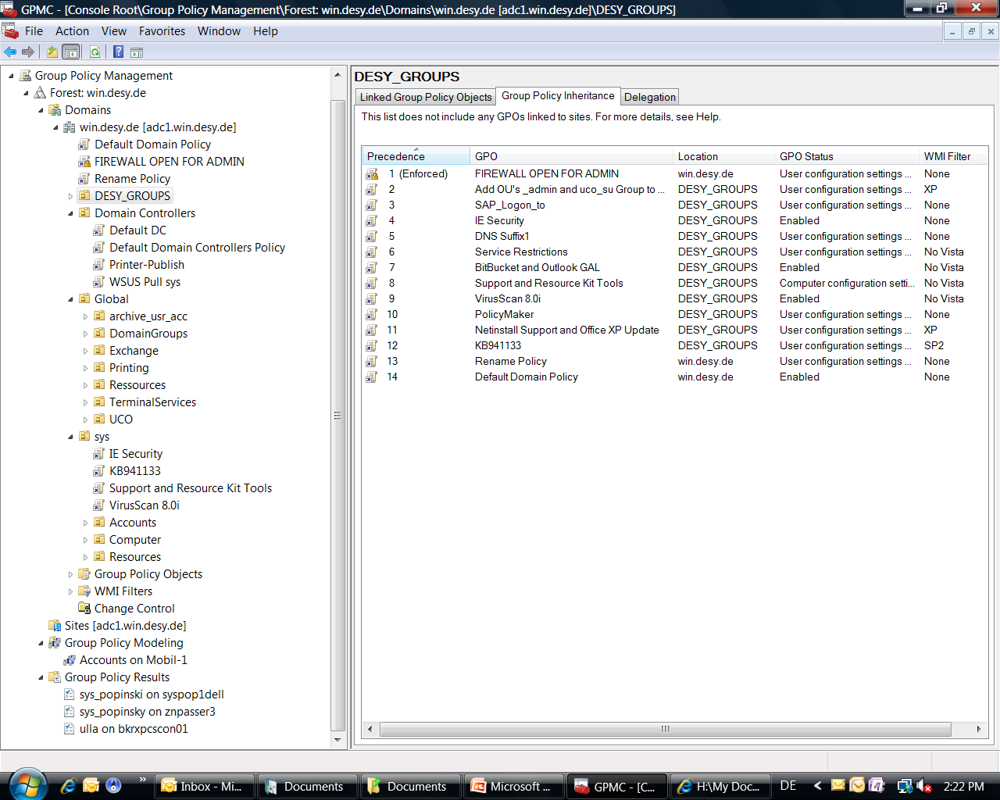 GPMC - [Console Root\Group Policy Management\Forest: win.desy.de\Domains\win.desy.de [adc1.win.desy.de]\DESY_GROUPS]
File Action View Favorites Window Help
Group Policy Management
Forest: win.desy.de
Domains
win.desy.de [adc1.win.desy.de]
Default Domain Policy
FIREWALL OPEN FOR ADMIN
Rename Policy
DESY_GROUPS
Domain Controllers
Default DC
Default Domain Controllers Policy
Printer-Publish
WSUS Pull sys
Global
archive_usr_acc
DomainGroups
Exchange
Printing
Ressources
TerminalServices
UCO
sys
IE Security
KB941133
Support and Resource Kit Tools
VirusScan 8.0i
Accounts
Computer
Resources
Group Policy Objects
WMI Filters
Change Control
Sites [adc1.win.desy.de]
Group Policy Modeling
Accounts on Mobil-1
Group Policy Results
sys_popinski on syspop1dell
sys_popinsky on znpasser3
ulla on bkrxpcscon01
DESY_GROUPS
Linked Group Policy Objects Group Policy Inheritance Delegation
This list does not include any GPOs linked to sites. For more details, see Help.
Precedence GPO Location GPO Status WMI Filter
1 (Enforced) FIREWALL OPEN FOR ADMIN win.desy.de User configuration settings ... None
2 Add OU's _admin and uco_su Group to ... DESY_GROUPS User configuration settings ... XP
3 SAP_Logon_to DESY_GROUPS User configuration settings ... None
4 IE Security DESY_GROUPS Enabled None
5 DNS Suffix1 DESY_GROUPS User configuration settings ... None
6 Service Restrictions DESY_GROUPS User configuration settings ... No Vista
7 BitBucket and Outlook GAL DESY_GROUPS Enabled No Vista
8 Support and Resource Kit Tools DESY_GROUPS Computer configuration setti... No Vista
9 VirusScan 8.0i DESY_GROUPS Enabled No Vista
10 PolicyMaker DESY_GROUPS User configuration settings ... None
11 Netinstall Support and Office XP Update DESY_GROUPS User configuration settings ... XP
12 KB941133 DESY_GROUPS User configuration settings ... SP2
13 Rename Policy win.desy.de User configuration settings ... None
14 Default Domain Policy win.desy.de Enabled None
Inbox - Mi... Documents Documents Microsoft ... GPMC - [C... H:\My Doc... DE 2:22 PM